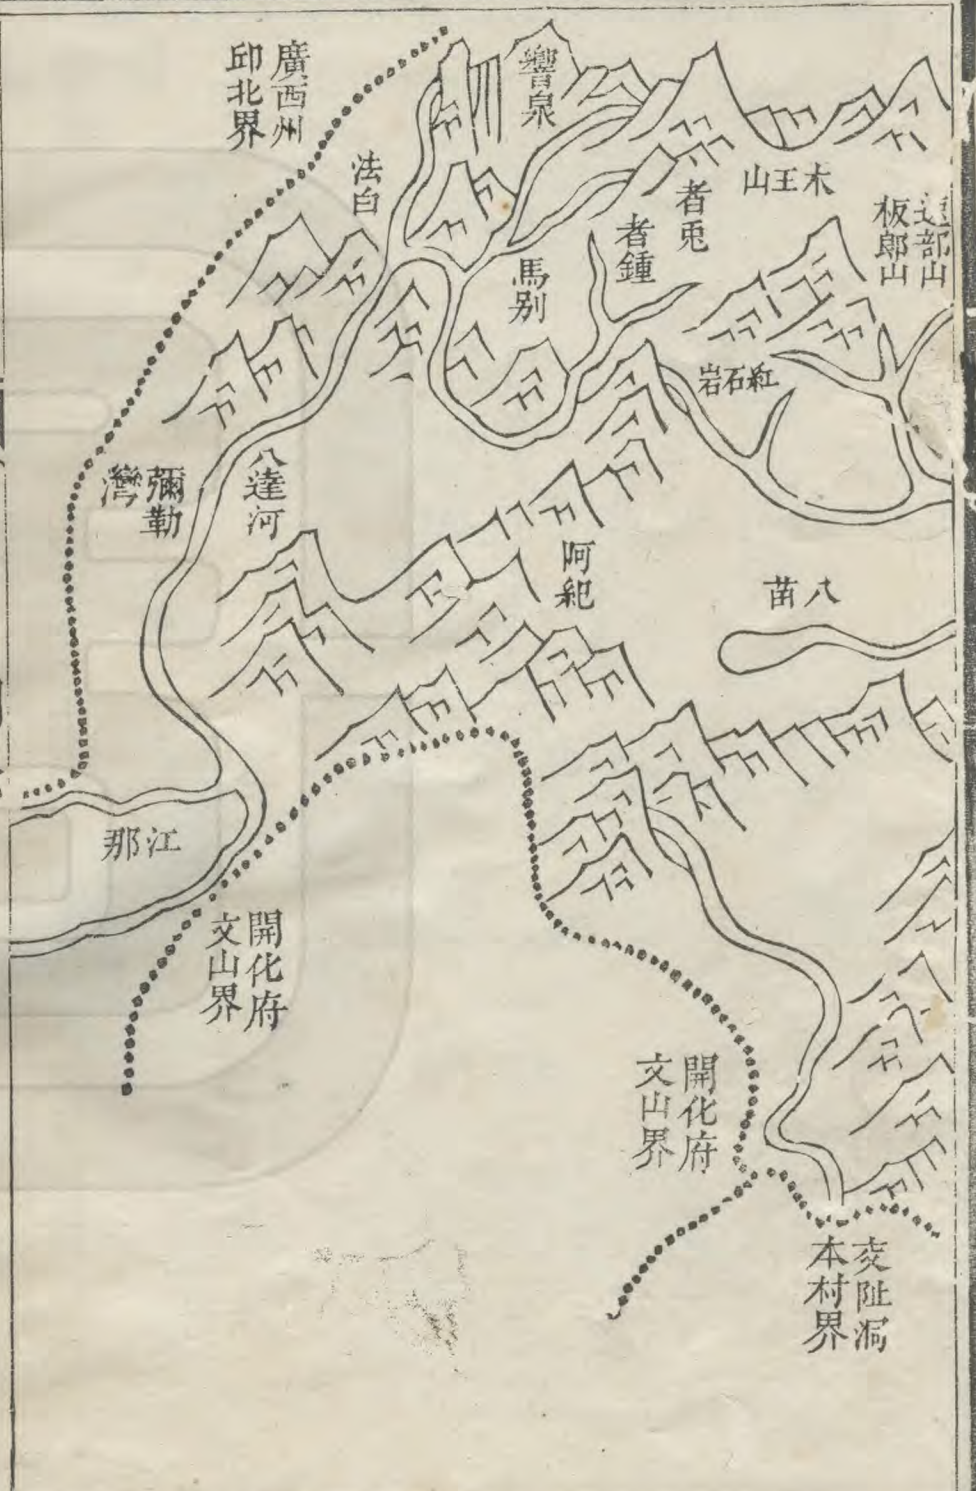 廣西州
邱北界
響泉
法白
木王山
部山
板郎山
者兎
者鍾
馬別
紅石岩
八達河
彌勒
灣
阿紀
八苗
江那
開化府
文山界
開化府
文山界
交阯洞
本村界